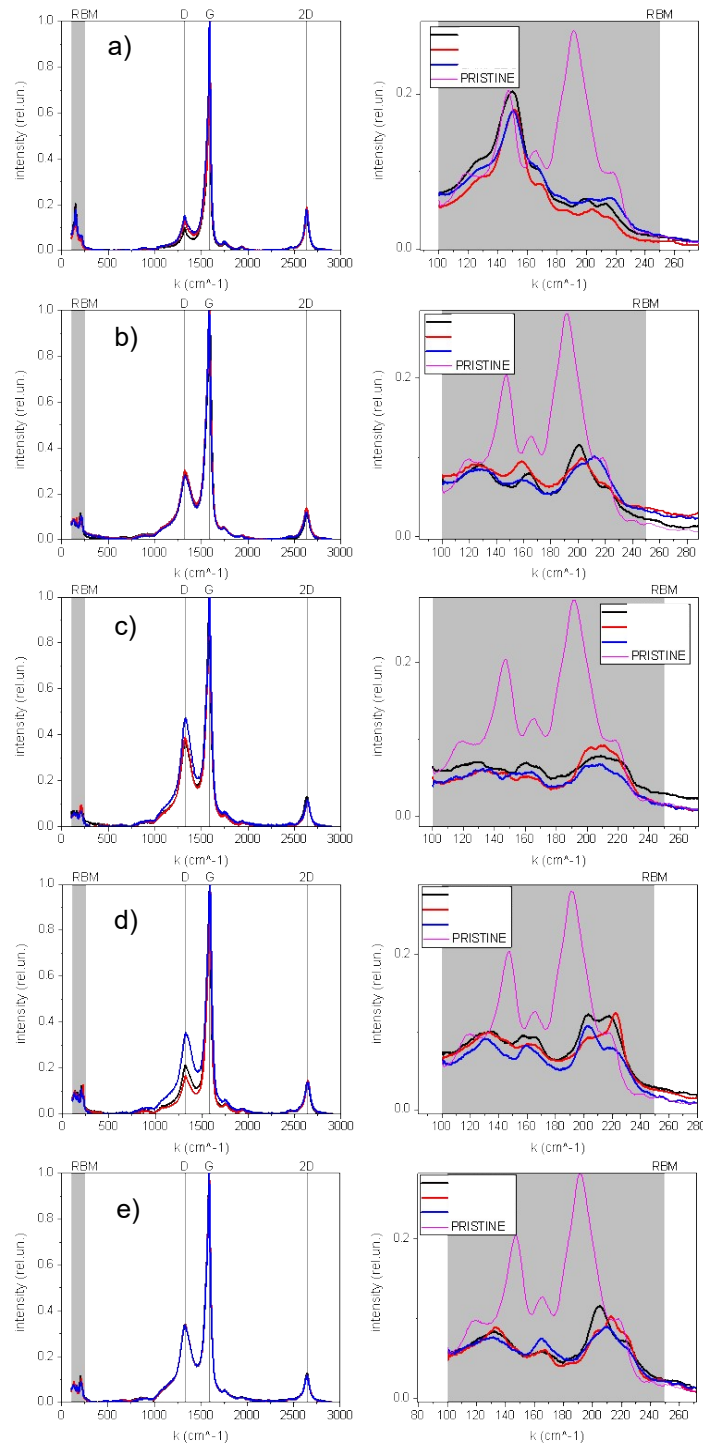 RBM D G 2D
a)
1.0
0.8
0.6
0.4
0.2
0.0
intensity (rel.un.)
0 500 1000 1500 2000 2500 3000
k (cm^-1)
RBM
PRISTINE
0.2
0.0
intensity (rel.un.)
100 120 140 160 180 200 220 240 260
k (cm^-1)
RBM D G 2D
b)
1.0
0.8
0.6
0.4
0.2
0.0
intensity (rel.un.)
0 500 1000 1500 2000 2500 3000
k (cm^-1)
RBM
PRISTINE
0.2
0.0
intensity (rel.un.)
100 120 140 160 180 200 220 240 260 280
k (cm^-1)
RBM D G 2D
c)
1.0
0.8
0.6
0.4
0.2
0.0
intensity (rel.un.)
0 500 1000 1500 2000 2500 3000
k (cm^-1)
RBM
PRISTINE
0.2
0.0
intensity (rel.un.)
100 120 140 160 180 200 220 240 260
k (cm^-1)
RBM D G 2D
d)
1.0
0.8
0.6
0.4
0.2
0.0
intensity (rel.un.)
0 500 1000 1500 2000 2500 3000
k (cm^-1)
RBM
PRISTINE
0.2
0.0
intensity (rel.un.)
100 120 140 160 180 200 220 240 260 280
k (cm^-1)
RBM D G 2D
e)
1.0
0.8
0.6
0.4
0.2
0.0
intensity (rel.un.)
0 500 1000 1500 2000 2500 3000
k (cm^-1)
RBM
PRISTINE
0.2
0.0
intensity (rel.un.)
80 100 120 140 160 180 200 220 240 260
k (cm^-1)